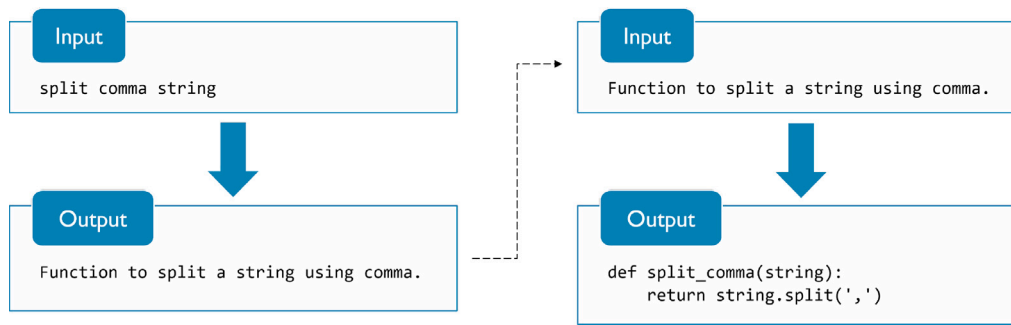 Input
split comma string
Output
Function to split a string using comma.
Input
Function to split a string using comma.
Output
def split_comma(string):
    return string.split(',')